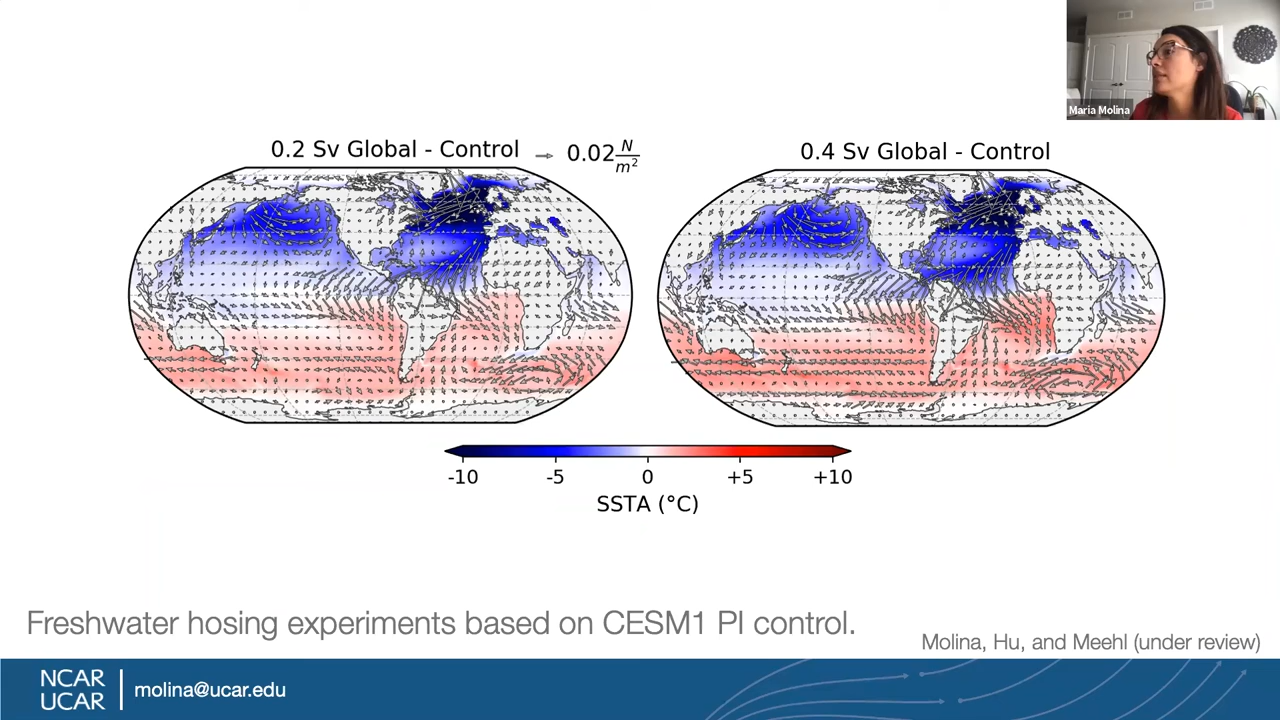 Maria Molina
0.2 Sv Global - Control → 0.02 N/m²
0.4 Sv Global - Control
-10 -5 0 +5 +10
SSTA (°C)
Freshwater hosing experiments based on CESM1 PI control.
Molina, Hu, and Meehl (under review)
NCAR
UCAR
molina@ucar.edu